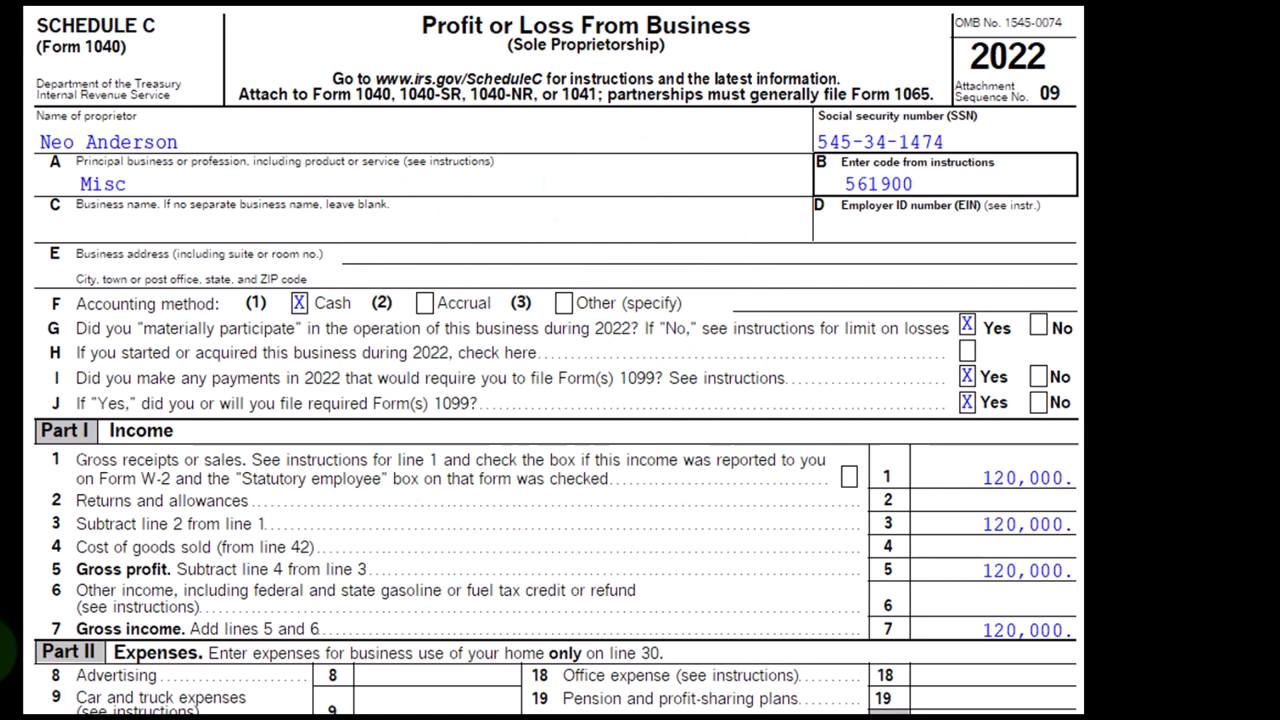 SCHEDULE C
(Form 1040)
Department of the Treasury
Internal Revenue Service
Profit or Loss From Business
(Sole Proprietorship)
Go to www.irs.gov/ScheduleC for instructions and the latest information.
Attach to Form 1040, 1040-SR, 1040-NR, or 1041; partnerships must generally file Form 1065.
OMB No. 1545-0074
2022
Attachment
Sequence No. 09
Name of proprietor
Neo Anderson
Social security number (SSN)
545-34-1474
A Principal business or profession, including product or service (see instructions)
Misc
B Enter code from instructions
561900
C Business name. If no separate business name, leave blank.
D Employer ID number (EIN) (see instr.)
E Business address (including suite or room no.)
City, town or post office, state, and ZIP code
F Accounting method: (1) X Cash (2) Accrual (3) Other (specify)
G Did you "materially participate" in the operation of this business during 2022? If "No," see instructions for limit on losses X Yes No
H If you started or acquired this business during 2022, check here
I Did you make any payments in 2022 that would require you to file Form(s) 1099? See instructions. X Yes No
J If "Yes," did you or will you file required Form(s) 1099? X Yes No
Part I Income
1 Gross receipts or sales. See instructions for line 1 and check the box if this income was reported to you
on Form W-2 and the "Statutory employee" box on that form was checked 1 120,000.
2 Returns and allowances 2
3 Subtract line 2 from line 1 3 120,000.
4 Cost of goods sold (from line 42) 4
5 Gross profit. Subtract line 4 from line 3 5 120,000.
6 Other income, including federal and state gasoline or fuel tax credit or refund
(see instructions) 6
7 Gross income. Add lines 5 and 6 7 120,000.
Part II Expenses. Enter expenses for business use of your home only on line 30.
8 Advertising 8
18 Office expense (see instructions) 18
9 Car and truck expenses
(see instructions) 9
19 Pension and profit-sharing plans 19